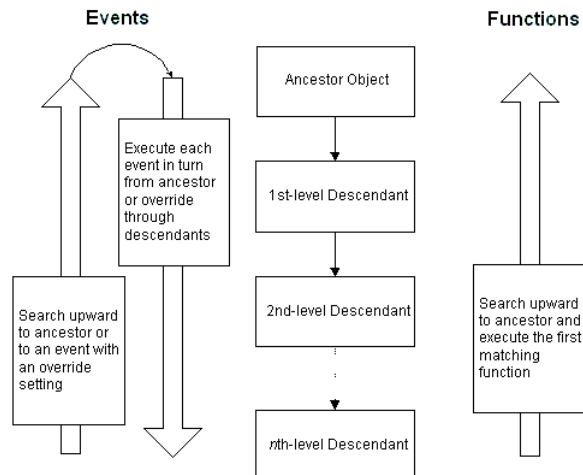 Events
Functions
Ancestor Object
Execute each
event in turn
from ancestor
or override
through
descendants
1st-level Descendant
Search upward
to ancestor or
to an event with
an override
setting
2nd-level Descendant
Search upward
to ancestor and
execute the first
matching
function
nth-level Descendant